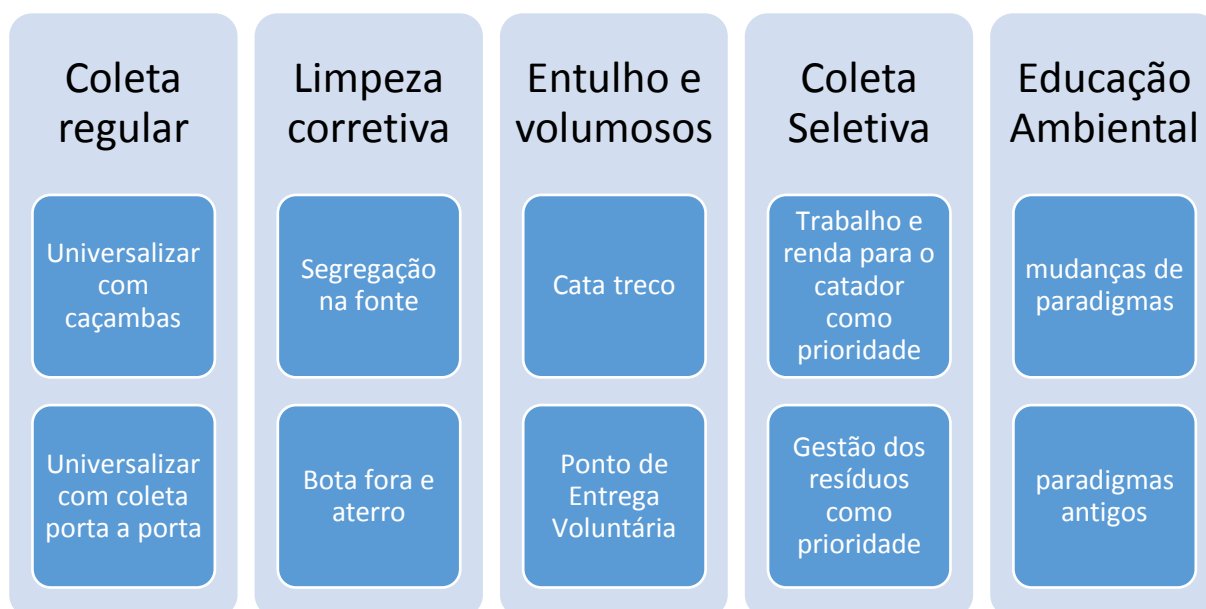 Coleta
regular
Universalizar
com
caçambas
Universalizar
com coleta
porta a porta
Limpeza
corretiva
Segregação
na fonte
Bota fora e
aterro
Entulho e
volumosos
Cata treco
Ponto de
Entrega
Voluntária
Coleta
Seletiva
Trabalho e
renda para o
catador
como
prioridade
Gestão dos
resíduos
como
prioridade
Educação
Ambiental
mudanças de
paradigmas
paradigmas
antigos